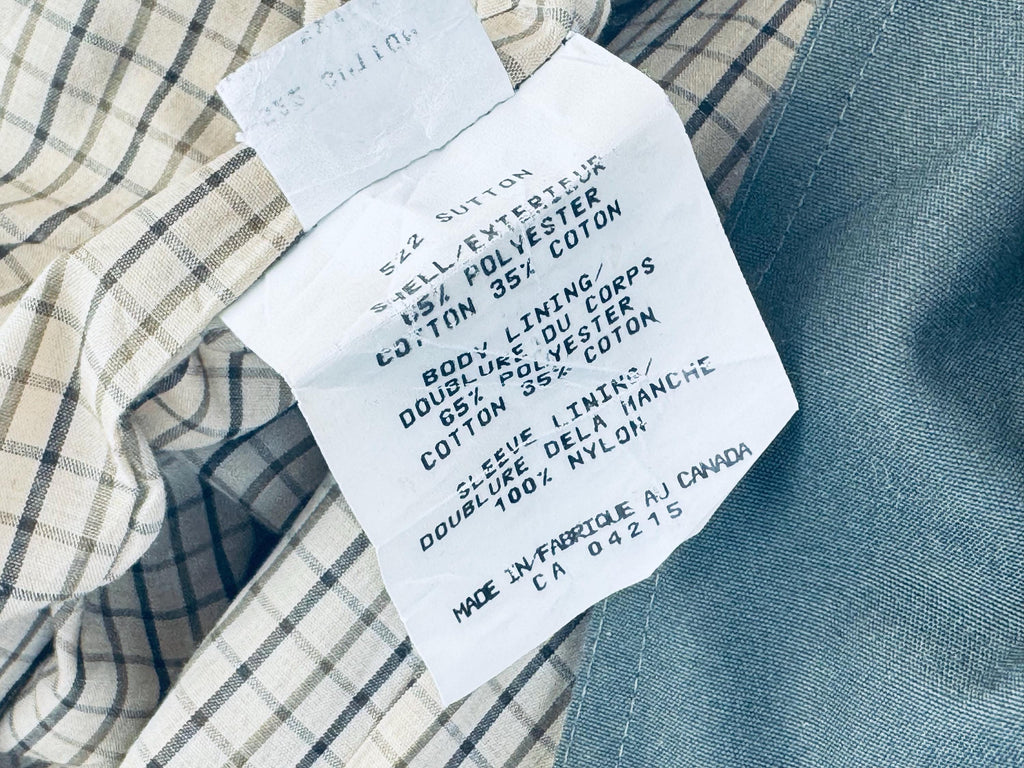 522 SUTTON
SHELL/EXTERIEUR
65% POLYESTER
COTTON 35% COTON
BODY LINING/
DOUBLURE DU CORPS
65% POLYESTER
COTTON 35% COTON
SLEEVE LINING/
DOUBLURE DELA MANCHE
100% NYLON
MADE IN/FABRIQUE AU CANADA
CA 04215